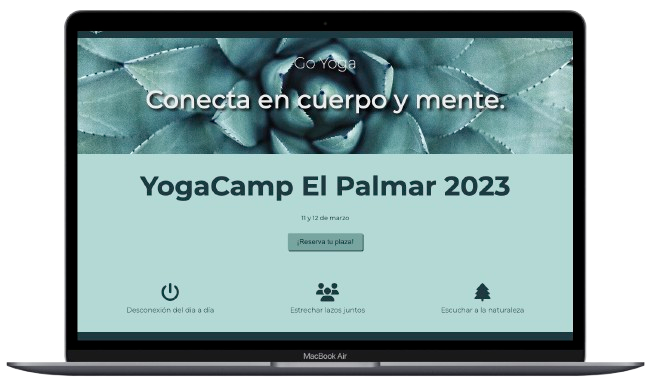 Go Yoga
Conecta en cuerpo y mente.
YogaCamp El Palmar 2023
11 y 12 de marzo
¡Reserva tu plaza!
Desconexión del día a día
Estrechar lazos juntos
Escuchar a la naturaleza
MacBook Air